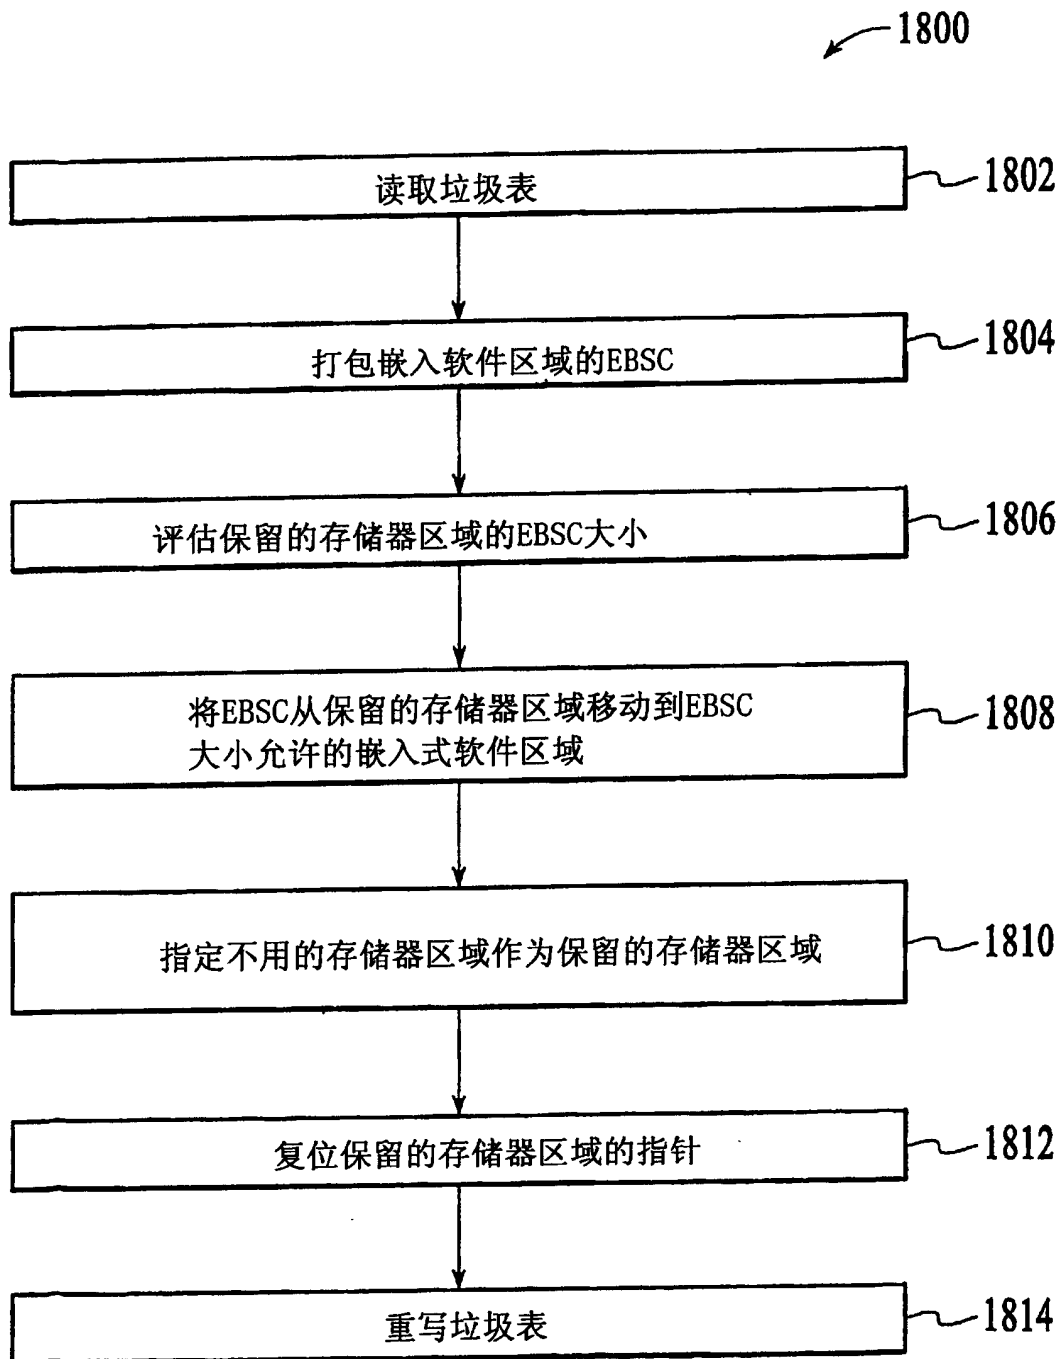 1800
读取垃圾表
1802
打包嵌入软件区域的EBSC
1804
评估保留的存储器区域的EBSC大小
1806
将EBSC从保留的存储器区域移动到EBSC
大小允许的嵌入式软件区域
1808
指定不用的存储器区域作为保留的存储器区域
1810
复位保留的存储器区域的指针
1812
重写垃圾表
1814